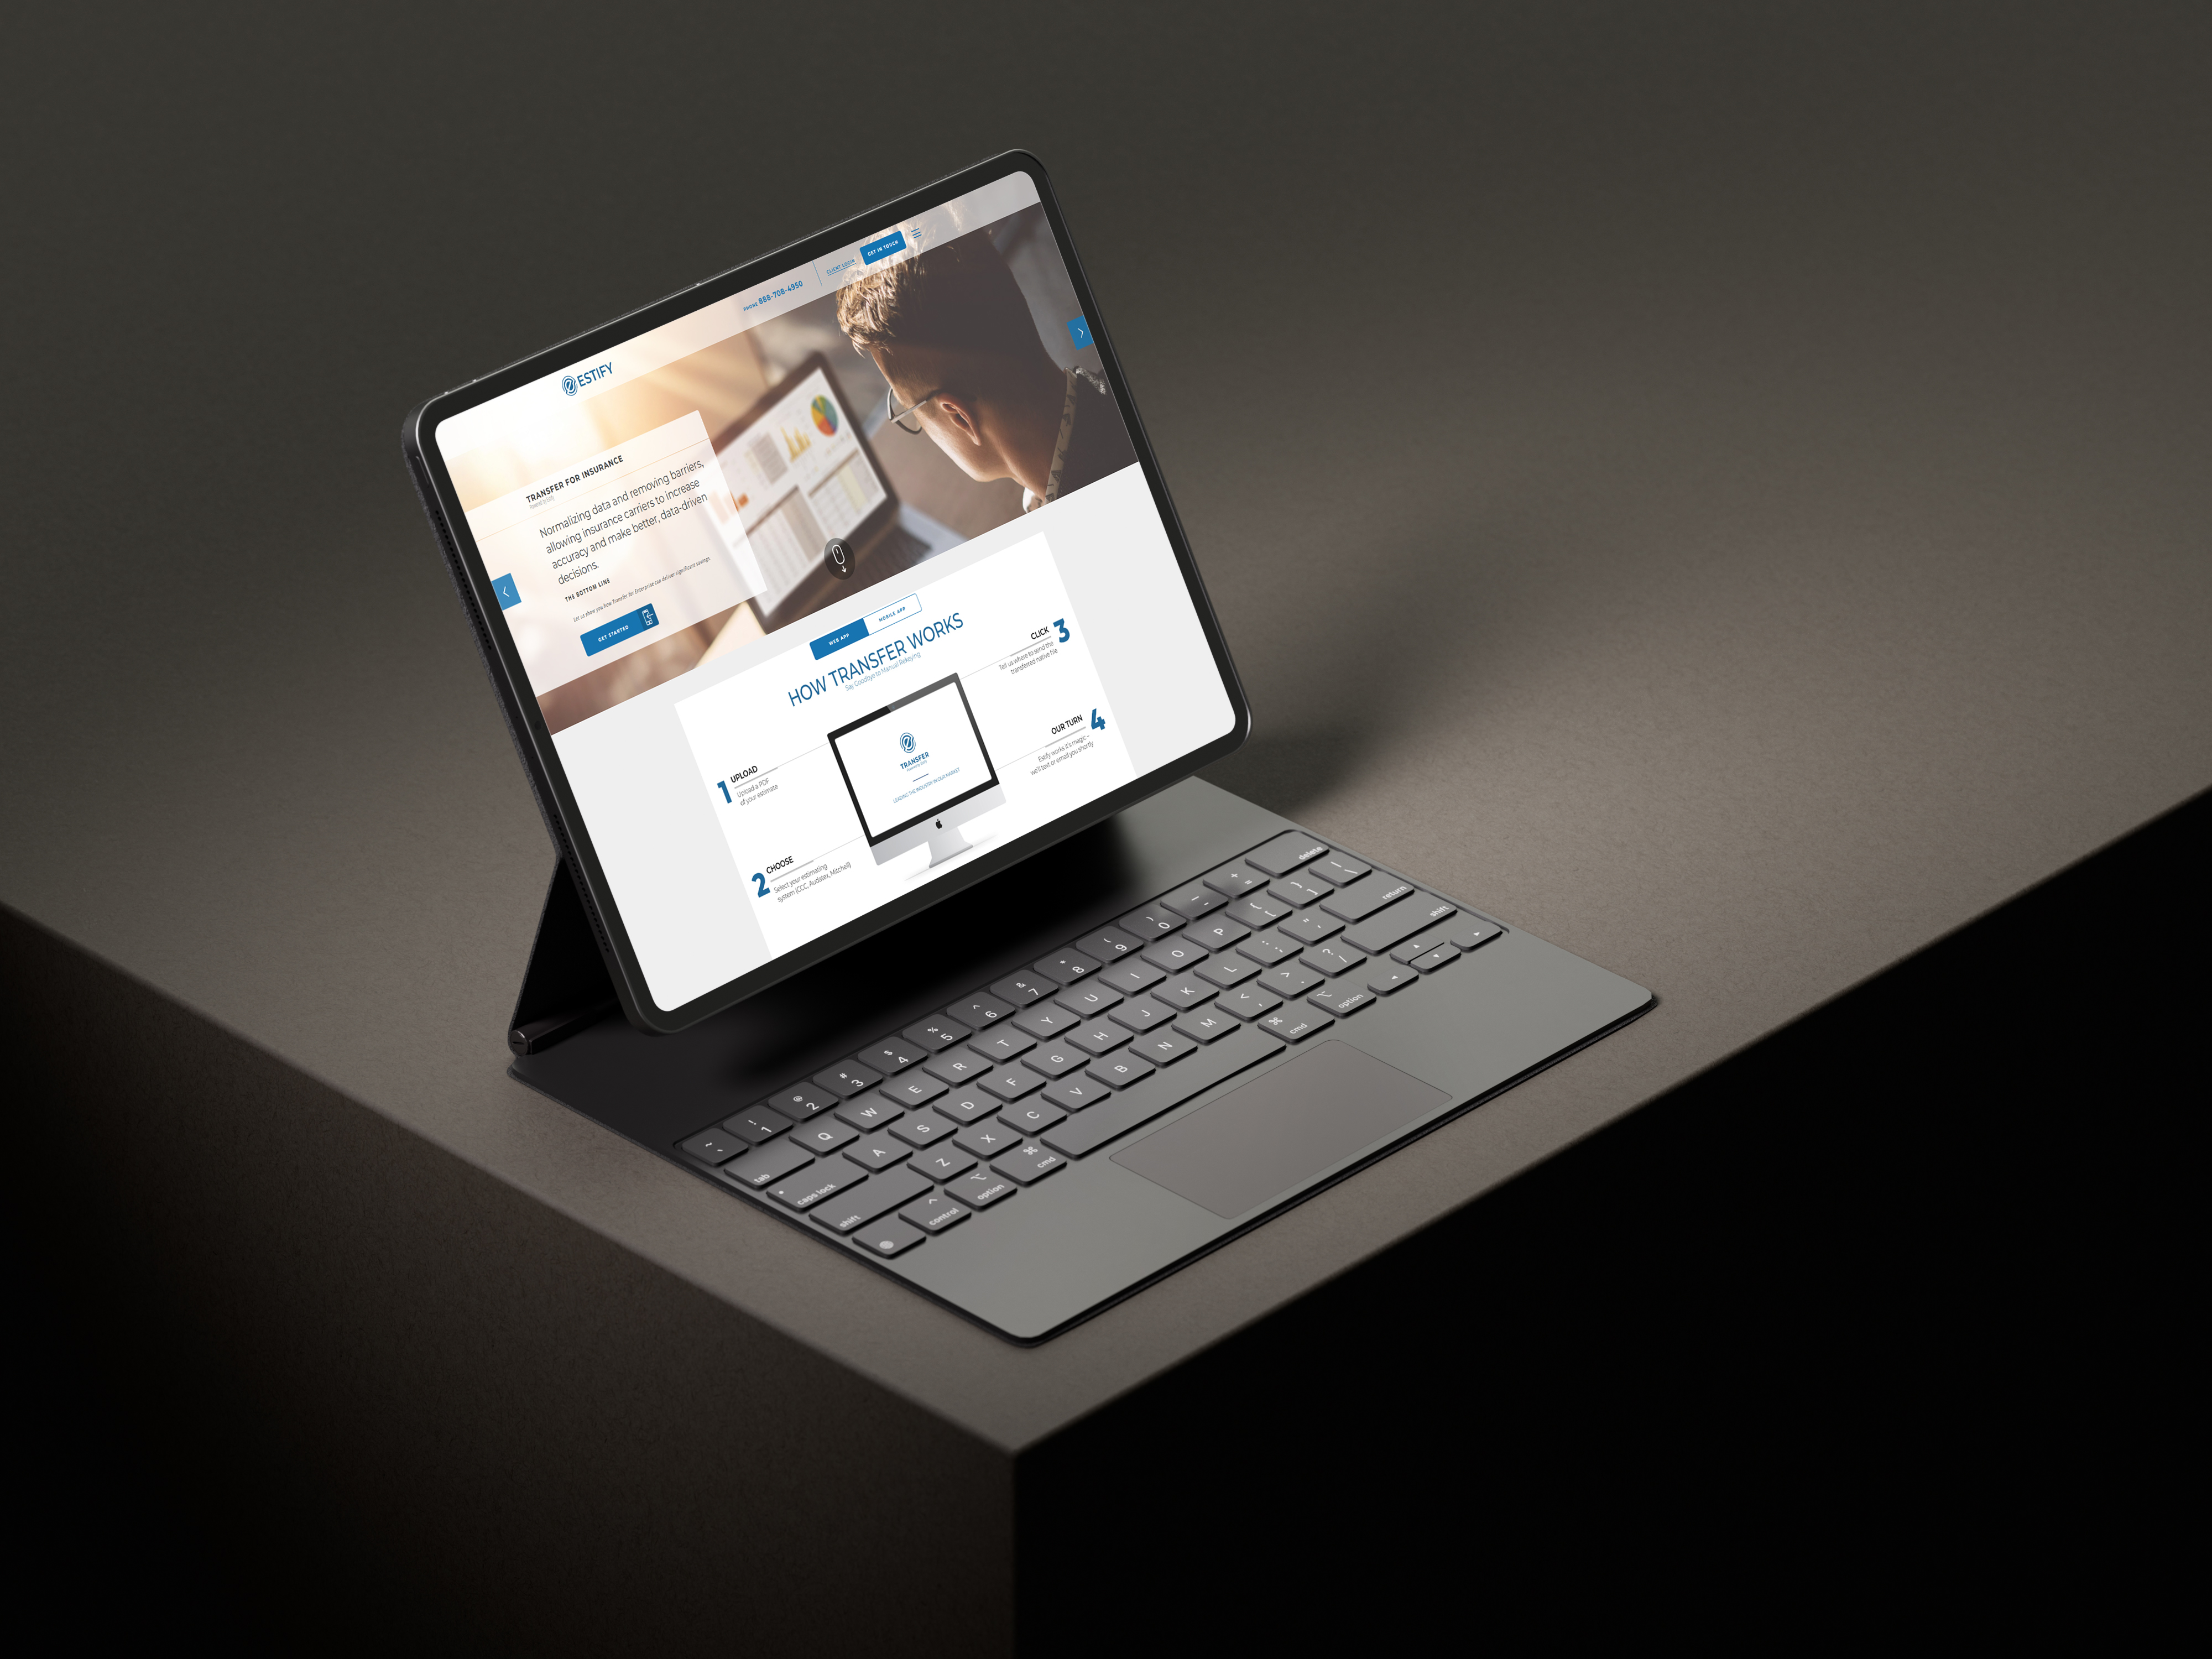 ESTIFY
PHONE 888-708-4950
CLIENT LOGIN
GET IN TOUCH
TRANSFER FOR INSURANCE
Normalizing data and removing barriers,
allowing insurance carriers to increase
accuracy and make better, data-driven
decisions.
THE BOTTOM LINE
Let us show you how Transfer for Enterprise can deliver significant savings
GET STARTED
WEB APP
MOBILE APP
HOW TRANSFER WORKS
Say Goodbye to Manual Rekeying
1 UPLOAD
Upload a PDF
of your estimate
2 CHOOSE
Select your estimating
system (CCC, Audatex, Mitchell)
CLICK 3
Tell us where to send the
transferred native file
OUR TURN 4
Estify works it's magic –
we'll text or email you shortly
TRANSFER
LEADING THE INDUSTRY IN OUR MARKET
~ ! @ # $ % ^ & * ( ) _ + delete
` 1 2 3 4 5 6 7 8 9 0 - =
tab Q W E R T Y U I O P { [ } ] | \
caps lock A S D F G H J K L : ; " ' return
shift Z X C V B N M < , > . ? / shift
control option cmd cmd option